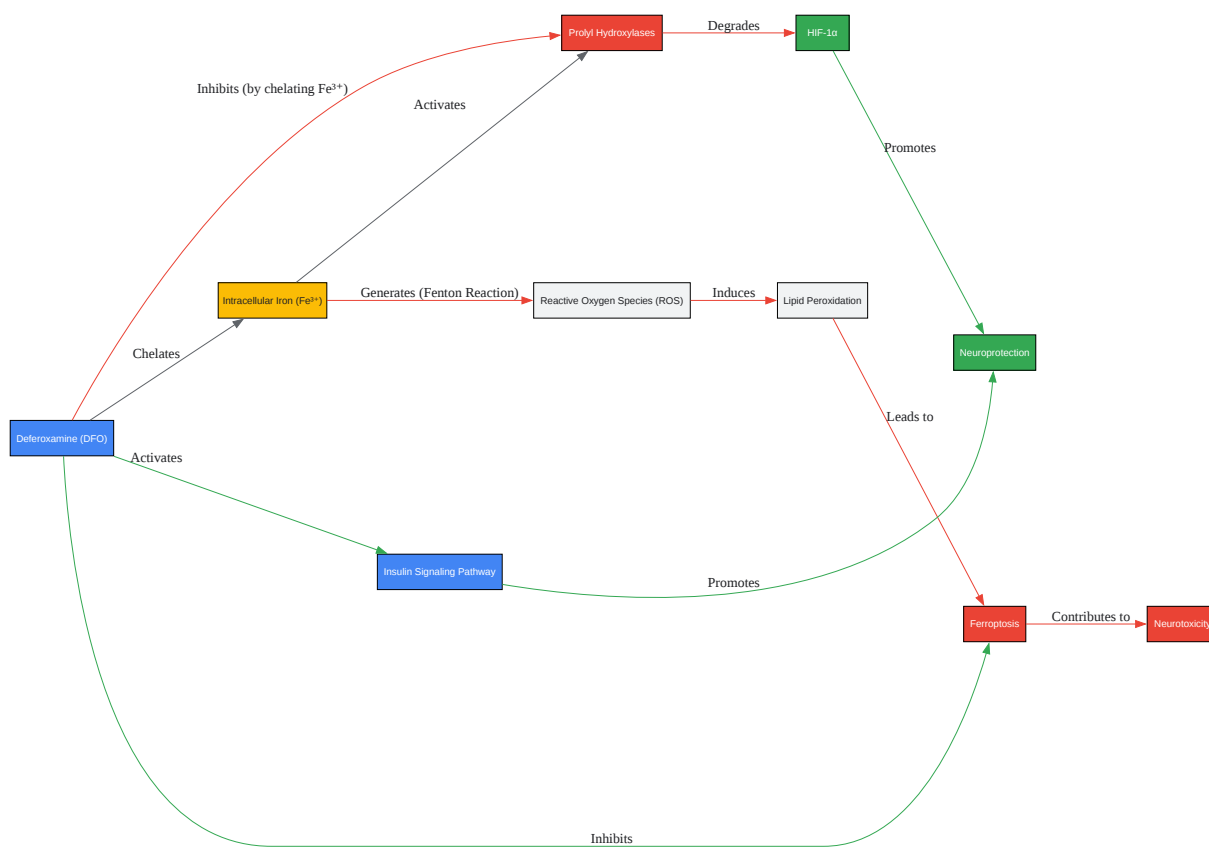 Prolyl Hydroxylases
Degrades
HIF-1α
Inhibits (by chelating Fe³⁺)
Activates
Promotes
Intracellular Iron (Fe³⁺)
Generates (Fenton Reaction)
Reactive Oxygen Species (ROS)
Induces
Lipid Peroxidation
Chelates
Neuroprotection
Leads to
Deferoxamine (DFO)
Activates
Insulin Signaling Pathway
Promotes
Ferroptosis
Contributes to
Neurotoxicity
Inhibits